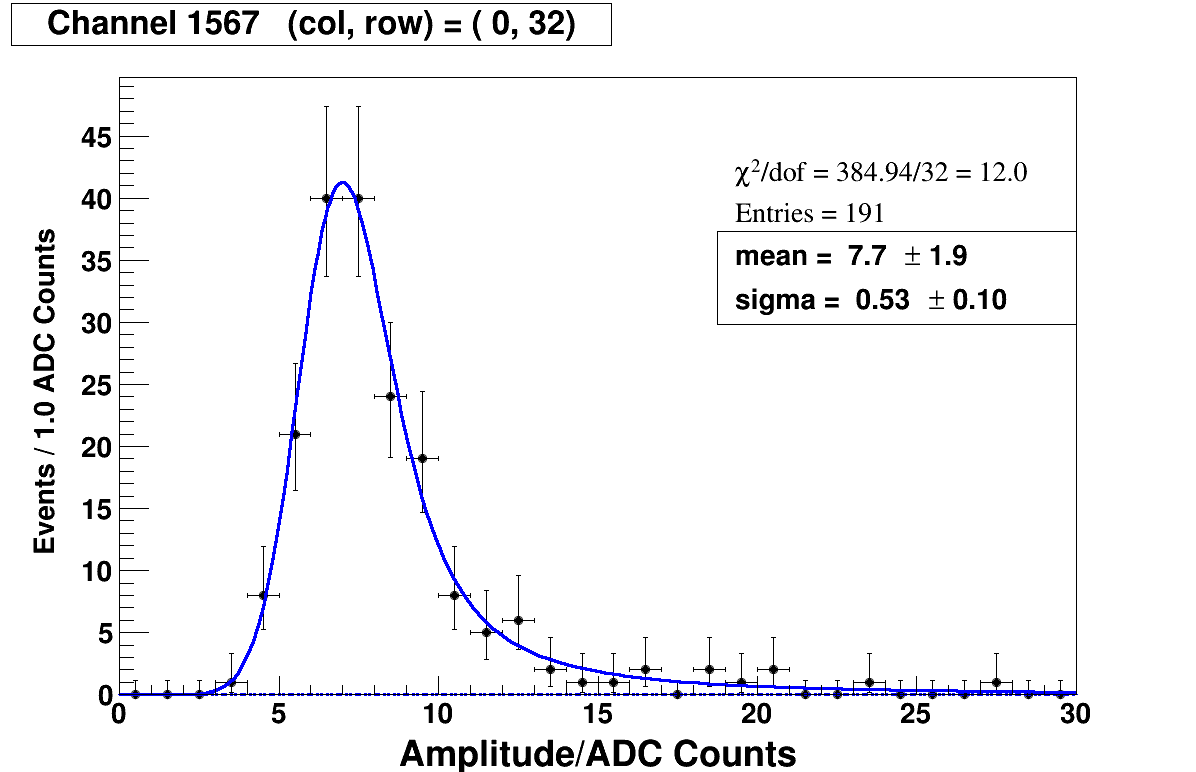 Channel 1567 (col, row) = ( 0, 32)
χ²/dof = 384.94/32 = 12.0
Entries = 191
mean = 7.7 ± 1.9
sigma = 0.53 ± 0.10
Events / 1.0 ADC Counts
45
40
35
30
25
20
15
10
5
0
0 5 10 15 20 25 30
Amplitude/ADC Counts